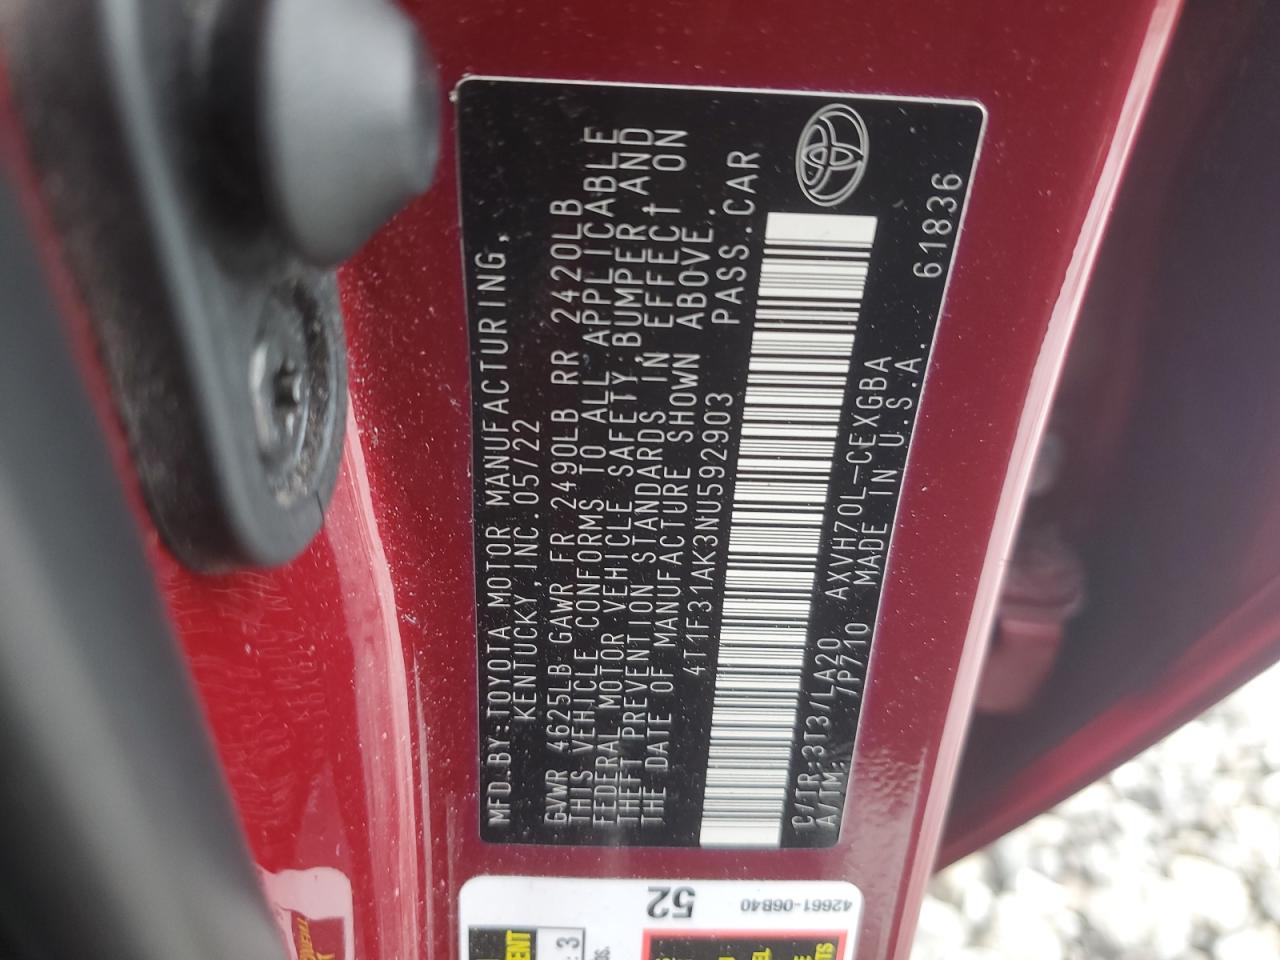 MFD.BY:TOYOTA MOTOR MANUFACTURING,
KENTUCKY,INC.05/22
GVWR 4625LB GAWR FR 2490LB RR 2420LB
THIS VEHICLE CONFORMS TO ALL APPLICABLE
FEDERAL MOTOR VEHICLE SAFETY,BUMPER AND
THEFT PREVENTION STANDARDS IN EFFECT ON
THE DATE OF MANUFACTURE SHOWN ABOVE.
4T1F31AK3NU592903 PASS.CAR
C/TR:3T3/LA20 AXVH70L-CEXGBA
A/TM: /P710 MADE IN U.S.A. 61836
52
42661-06B40
3